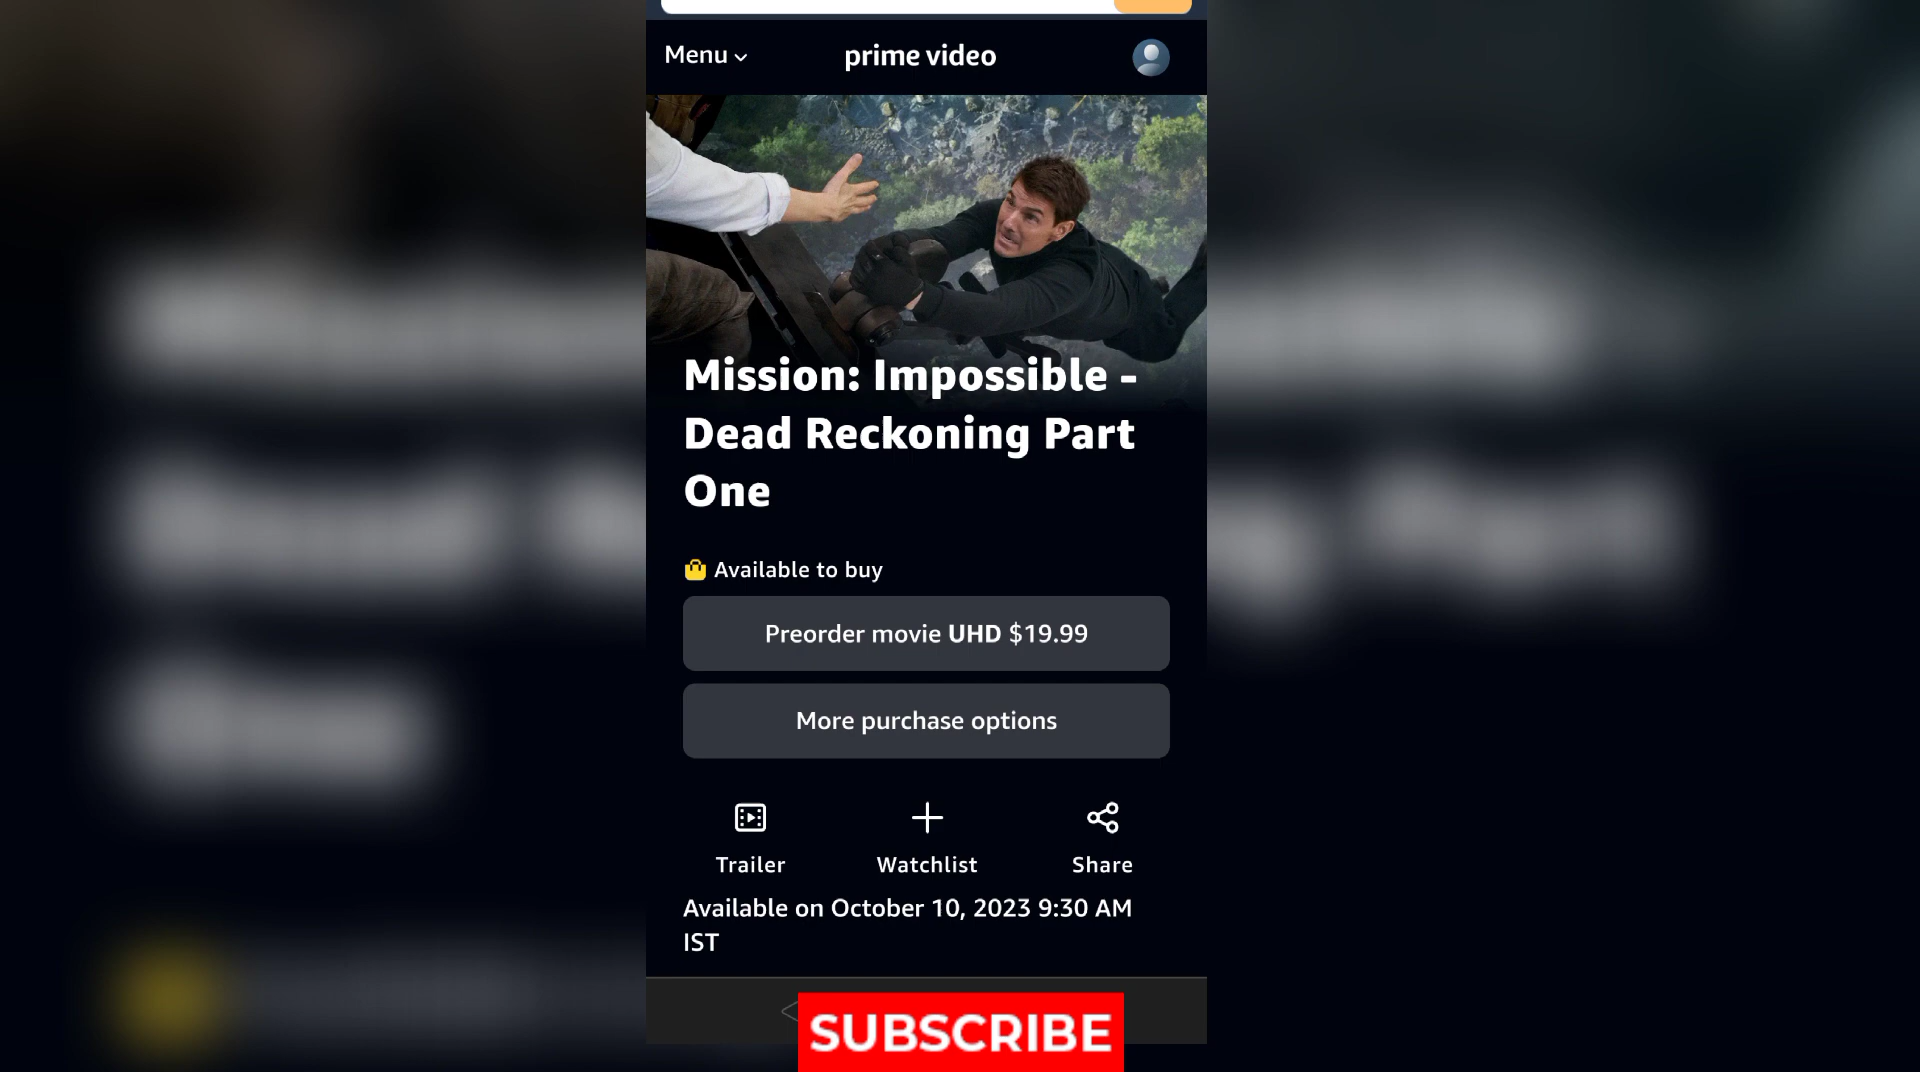 Menu
prime video
Mission: Impossible -
Dead Reckoning Part
One
Available to buy
Preorder movie UHD $19.99
More purchase options
Trailer
Watchlist
Share
Available on October 10, 2023 9:30 AM
IST
SUBSCRIBE